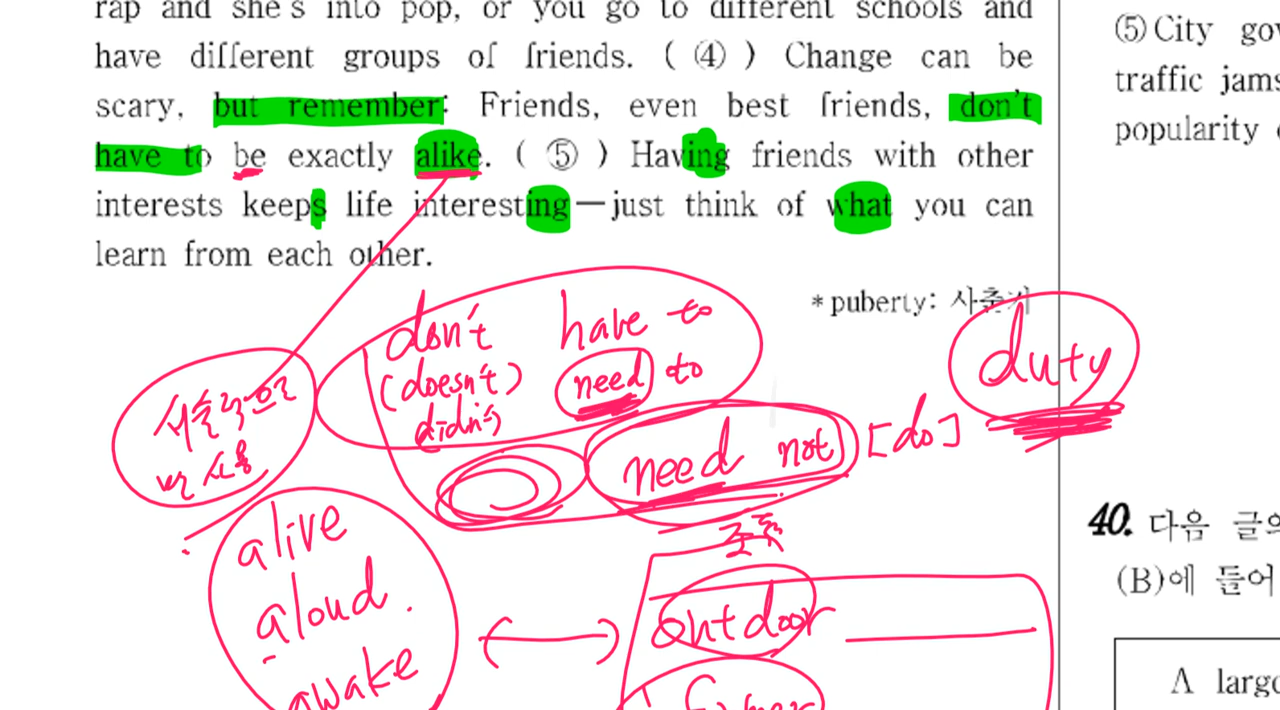 rap and she's into pop, or you go to different schools and
have different groups of friends. ( ④ ) Change can be
scary, but remember: Friends, even best friends, don't
have to be exactly alike. ( ⑤ ) Having friends with other
interests keeps life interesting—just think of what you can
learn from each other.
*puberty: 사춘기
⑤ City gov
traffic jams
popularity
don't have to
(doesn't) need to
didn't
need not [do]
duty
서술적으로
만 사용
alive
aloud
awake
outdoor
40. 다음 글의
(B)에 들어
A large